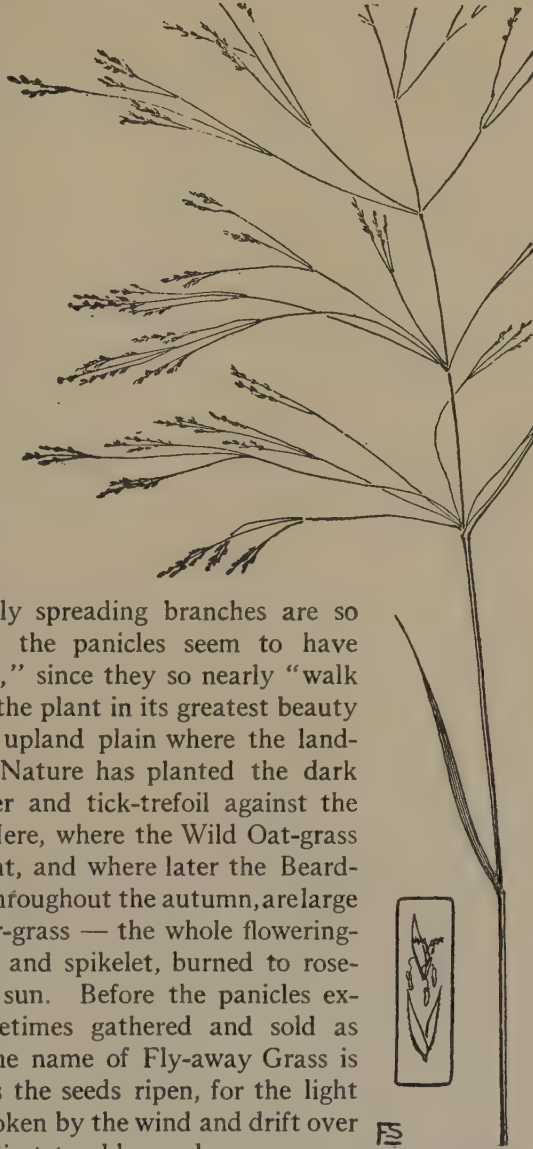 ly spreading branches are so
the panicles seem to have
,” since they so nearly “walk
the plant in its greatest beauty
upland plain where the land-
Nature has planted the dark
er and tick-trefoil against the
Here, where the Wild Oat-grass
nt, and where later the Beard-
hroughout the autumn, are large
r-grass — the whole flowering-
and spikelet, burned to rose-
sun. Before the panicles ex-
etimes gathered and sold as
ne name of Fly-away Grass is
s the seeds ripen, for the light
oken by the wind and drift over
FS